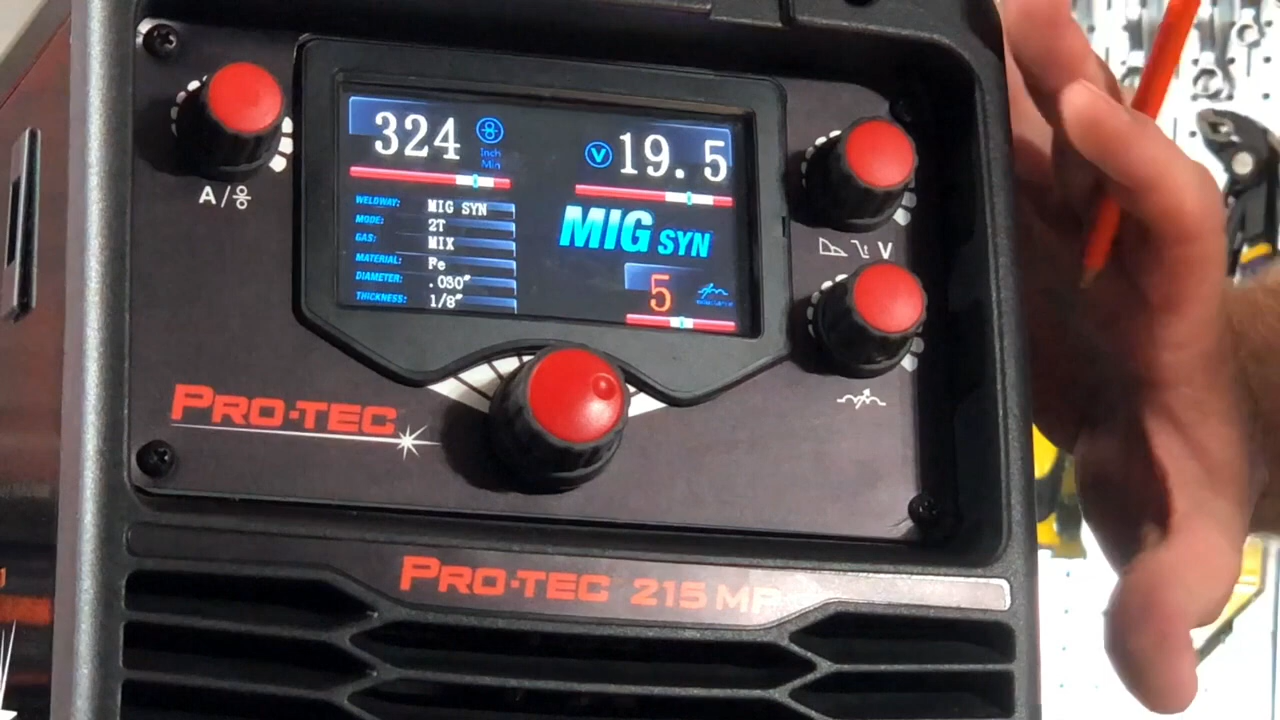 324
Inch
Min
V 19.5
WELDWAY: MIG SYN
MODE: 2T
GAS: MIX
MATERIAL: Fe
DIAMETER: .030"
THICKNESS: 1/8"
MIG SYN
5
A/
V
PRO-TEC
PRO-TEC 215 MP